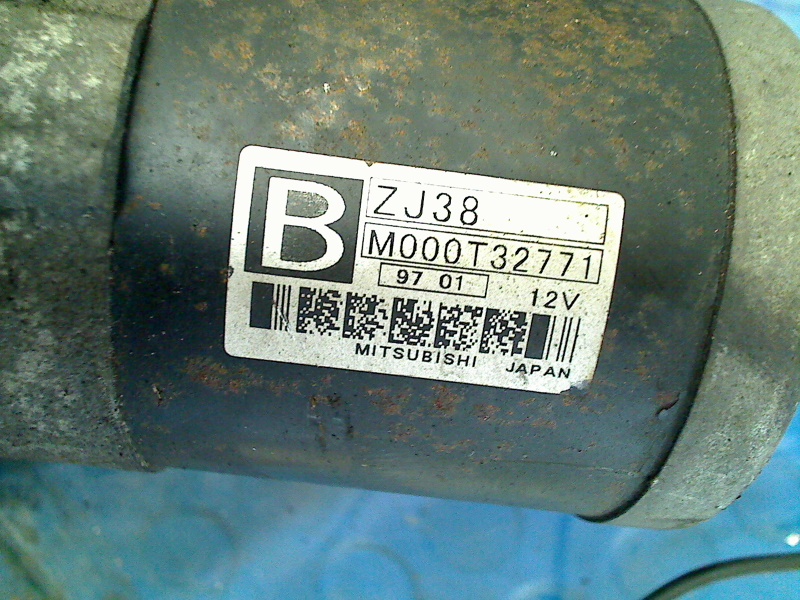 B
ZJ38
M000T32771
97 01
12V
MITSUBISHI JAPAN